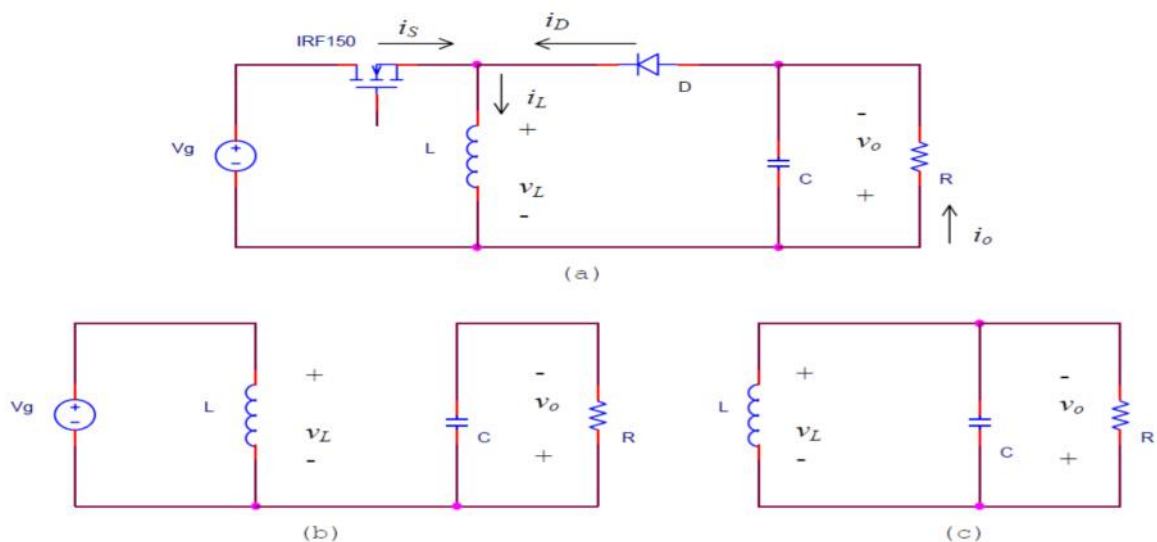 IRF150 iS iD
D
iL
Vg L + vL - C - vo + R
io
(a)
Vg L + vL - C - vo + R
L + vL - C - vo + R
(b) (c)